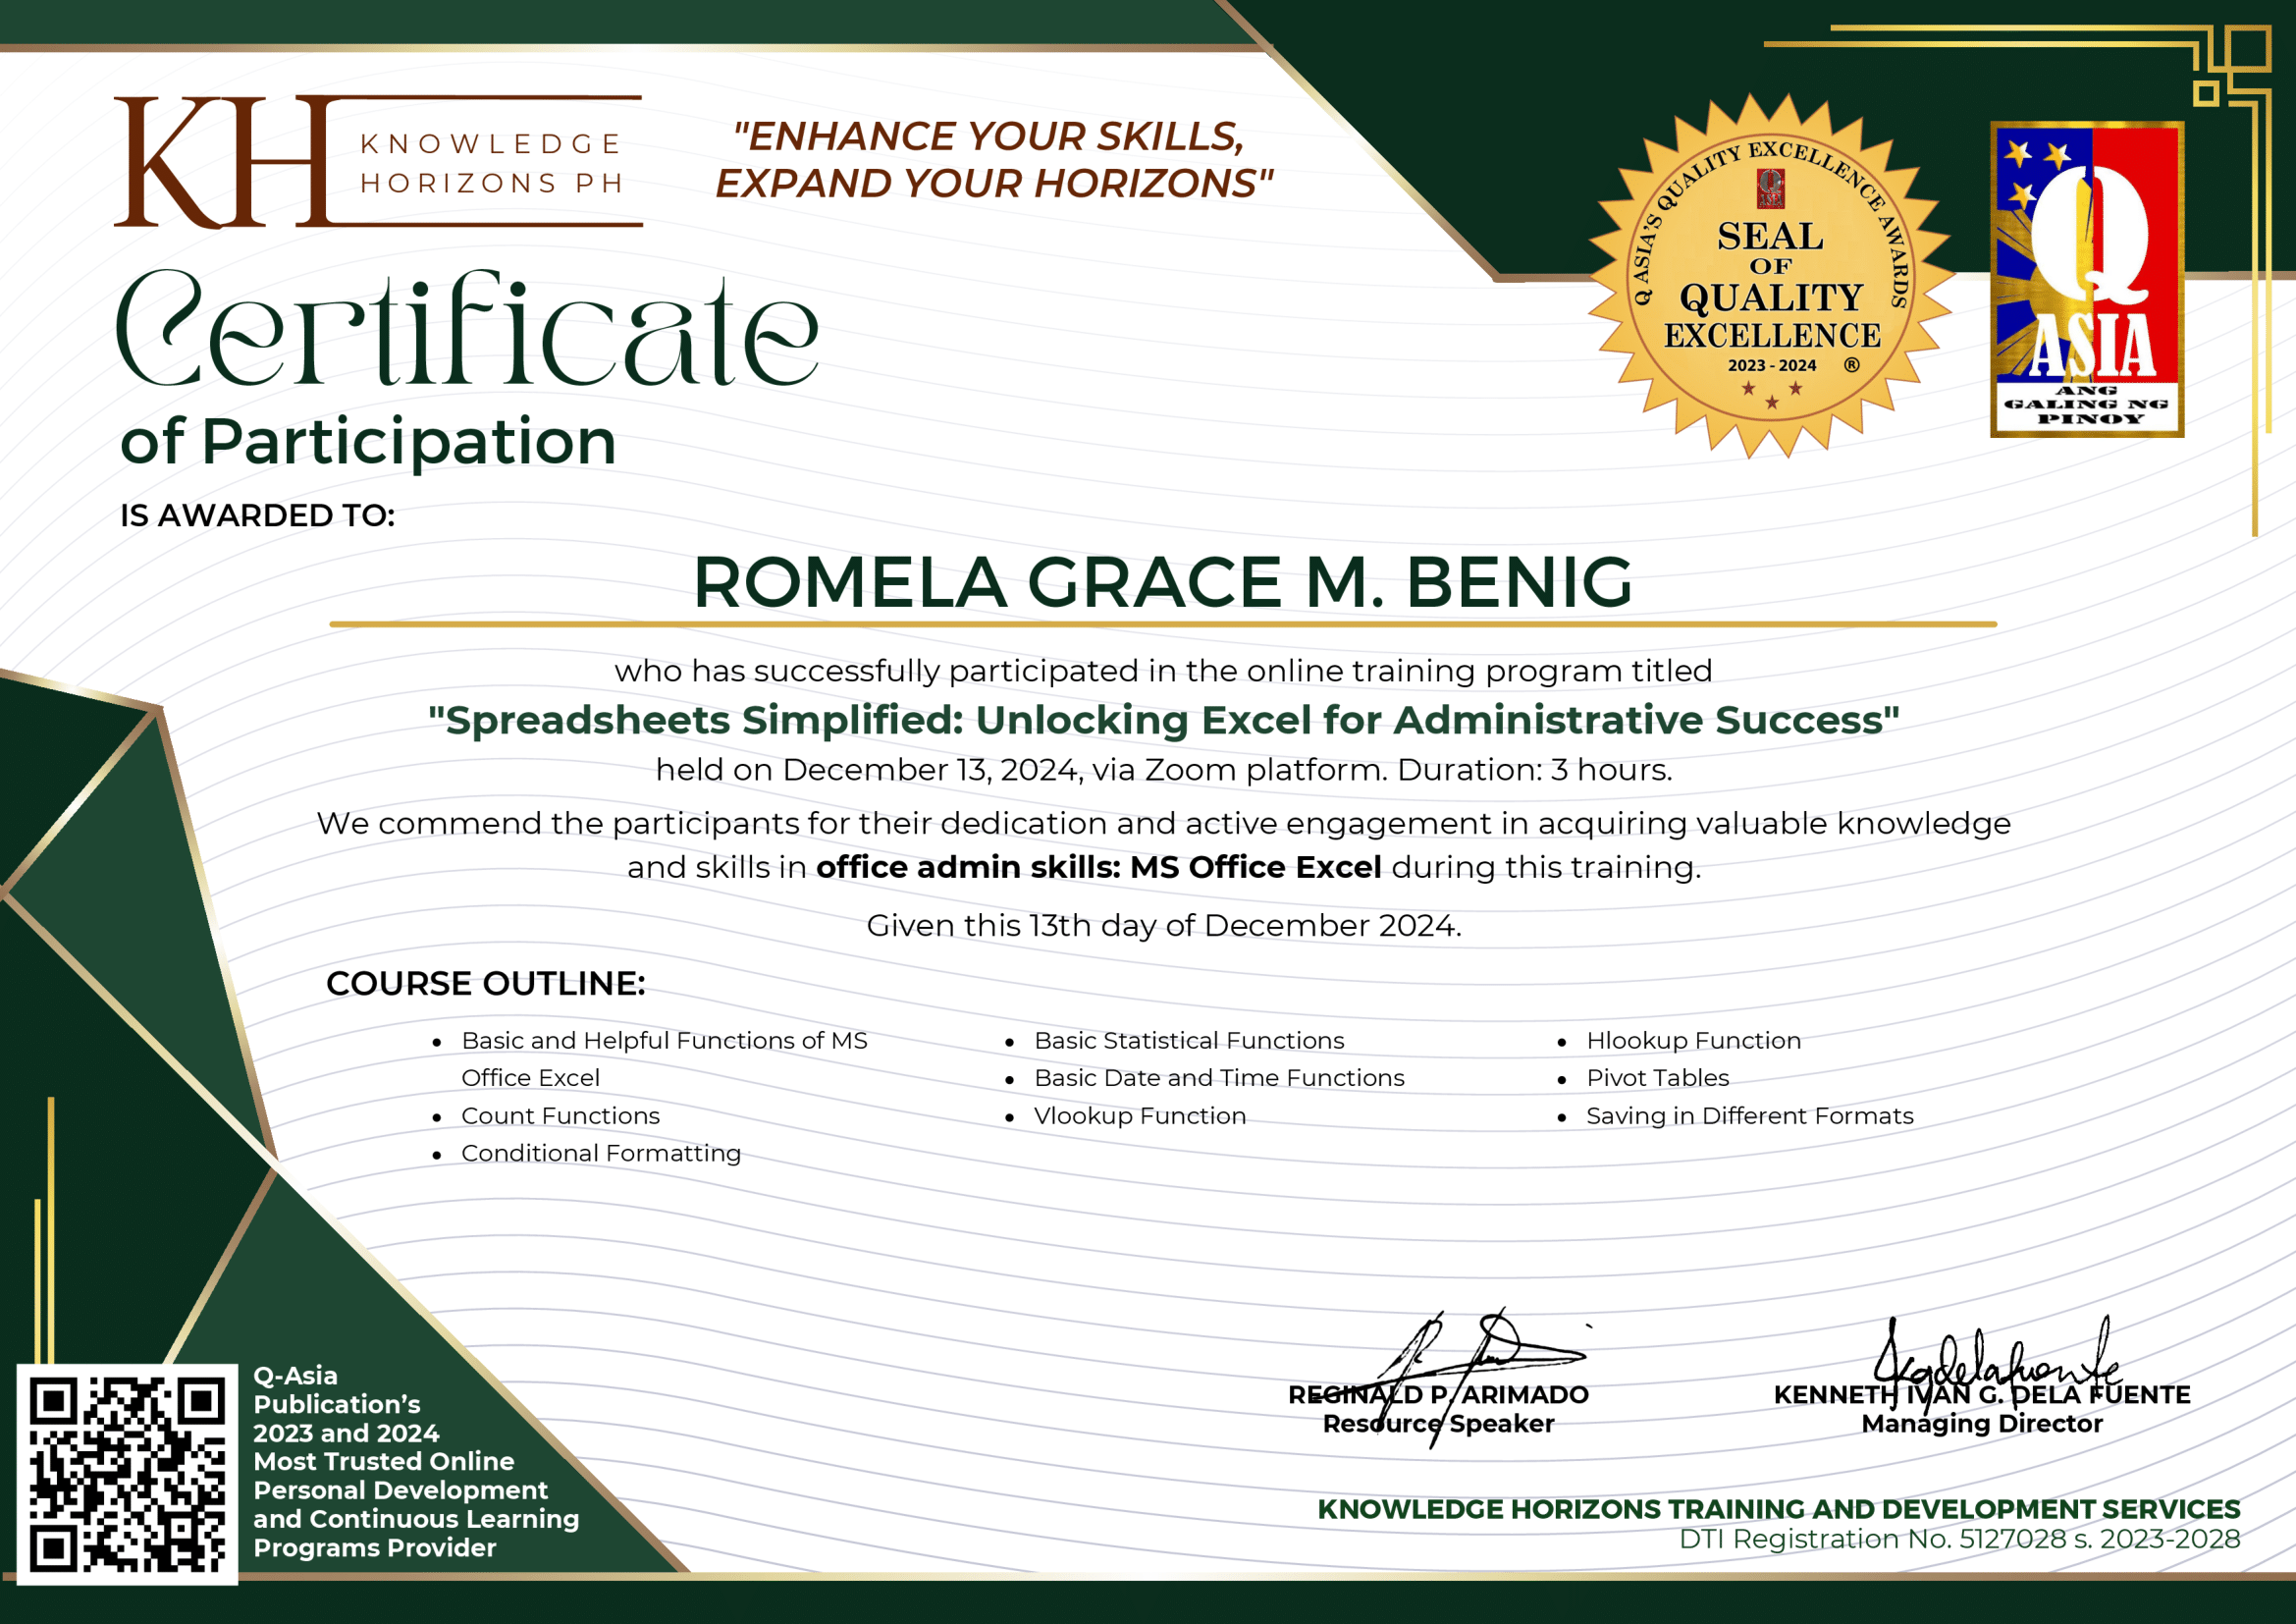 KH
KNOWLEDGE
HORIZONS PH
"ENHANCE YOUR SKILLS,
EXPAND YOUR HORIZONS"
Q ASIA'S QUALITY EXCELLENCE AWARDS
Q
ASIA
SEAL
OF
QUALITY
EXCELLENCE
2023 - 2024 ®
Q
ASIA
ANG
GALING NG
PINOY
Certificate
of Participation
IS AWARDED TO:
ROMELA GRACE M. BENIG
who has successfully participated in the online training program titled
"Spreadsheets Simplified: Unlocking Excel for Administrative Success"
held on December 13, 2024, via Zoom platform. Duration: 3 hours.
We commend the participants for their dedication and active engagement in acquiring valuable knowledge
and skills in office admin skills: MS Office Excel during this training.
Given this 13th day of December 2024.
COURSE OUTLINE:
• Basic and Helpful Functions of MS
Office Excel
• Count Functions
• Conditional Formatting
• Basic Statistical Functions
• Basic Date and Time Functions
• Vlookup Function
• Hlookup Function
• Pivot Tables
• Saving in Different Formats
REGINALD P. ARIMADO
Resource Speaker
KENNETH IVAN G. DELA FUENTE
Managing Director
Q-Asia
Publication's
2023 and 2024
Most Trusted Online
Personal Development
and Continuous Learning
Programs Provider
KNOWLEDGE HORIZONS TRAINING AND DEVELOPMENT SERVICES
DTI Registration No. 5127028 s. 2023-2028